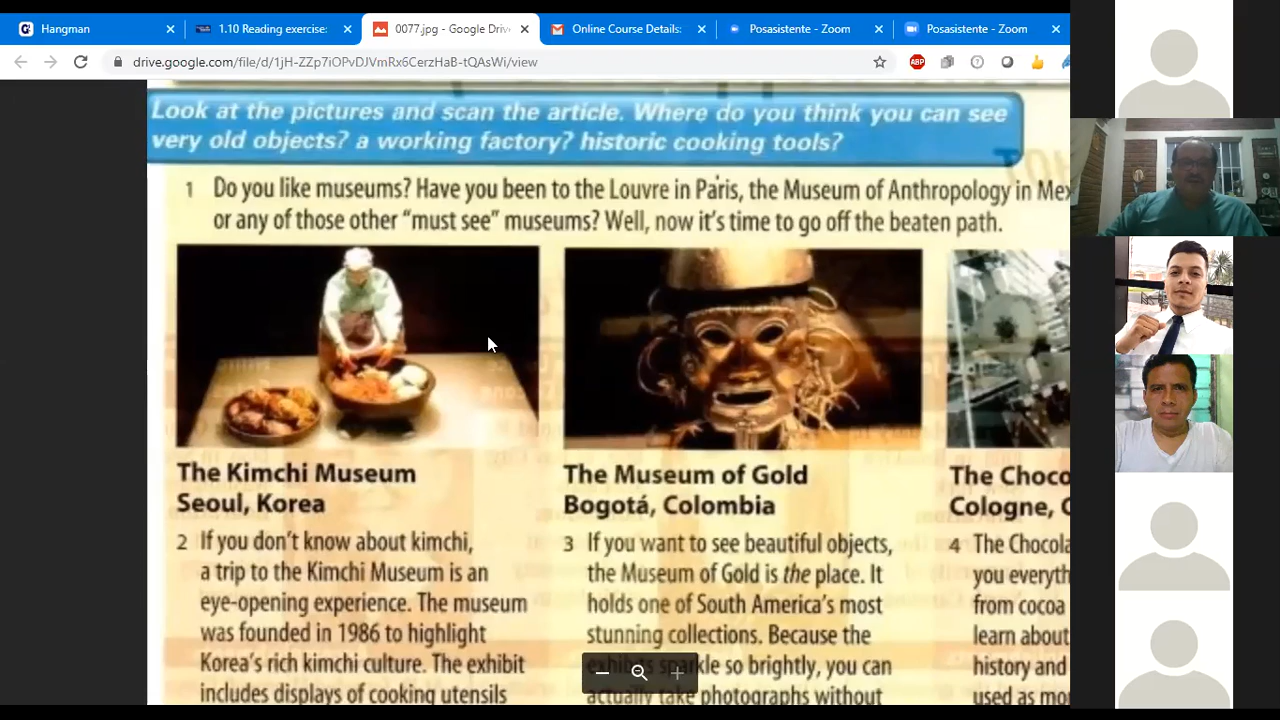 Hangman
1.10 Reading exercise:
0077.jpg - Google Drive
Online Course Details:
Posasistente - Zoom
Posasistente - Zoom
drive.google.com/file/d/1jH-ZZp7iOPvDJVmRx6CerzHaB-tQAsWi/view
ABP
Look at the pictures and scan the article. Where do you think you can see
very old objects? a working factory? historic cooking tools?
1 Do you like museums? Have you been to the Louvre in Paris, the Museum of Anthropology in Mex
or any of those other “must see” museums? Well, now it’s time to go off the beaten path.
The Kimchi Museum
Seoul, Korea
2 If you don’t know about kimchi,
a trip to the Kimchi Museum is an
eye-opening experience. The museum
was founded in 1986 to highlight
Korea’s rich kimchi culture. The exhibit
includes displays of cooking utensils
The Museum of Gold
Bogotá, Colombia
3 If you want to see beautiful objects,
the Museum of Gold is the place. It
holds one of South America’s most
stunning collections. Because the
exhibits sparkle so brightly, you can
actually take photographs without
The Choco
Cologne, G
4 The Chocola
you everyth
from cocoa
learn about
history and
used as mo